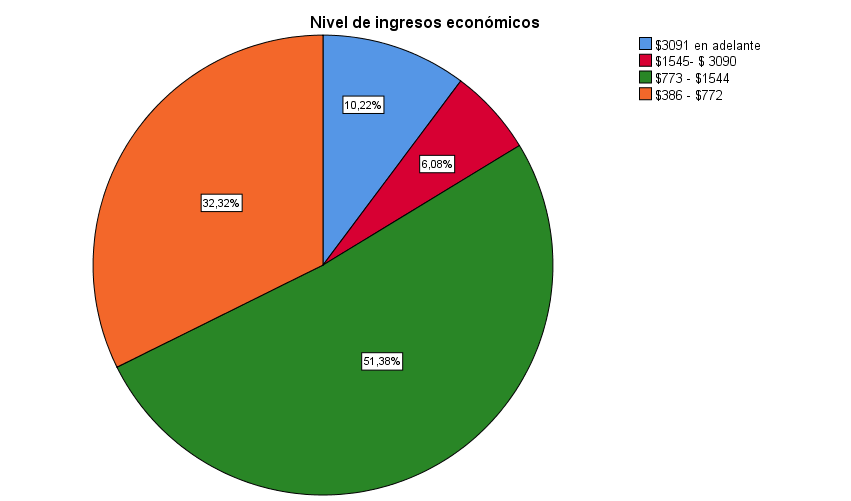 Nivel de ingresos económicos
$3091 en adelante
$1545- $ 3090
$773 - $1544
$386 - $772
10,22%
6,08%
32,32%
51,38%